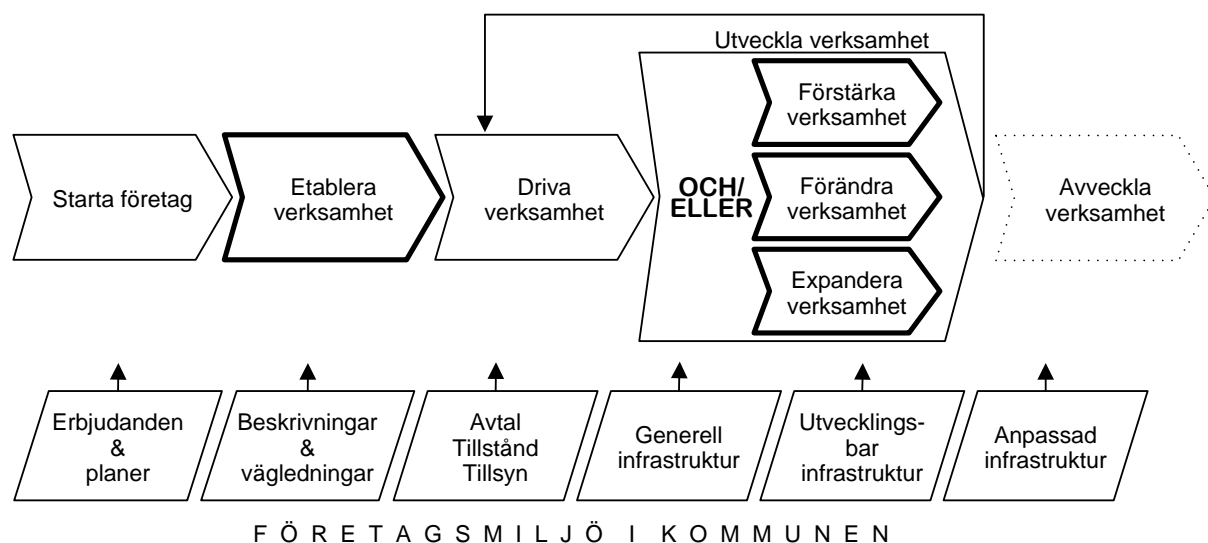 Utveckla verksamhet
Starta företag
Etablera
verksamhet
Driva
verksamhet
OCH/
ELLER
Förstärka
verksamhet
Förändra
verksamhet
Expandera
verksamhet
Avveckla
verksamhet
Erbjudanden
&
planer
Beskrivningar
&
vägledningar
Avtal
Tillstånd
Tillsyn
Generell
infrastruktur
Utvecklings-
bar
infrastruktur
Anpassad
infrastruktur
F Ö R E T A G S M I L J Ö I K O M M U N E N